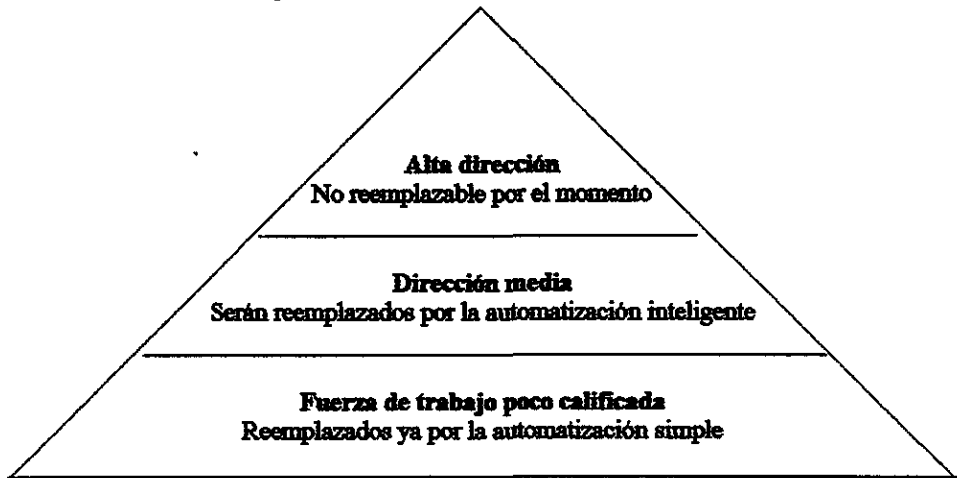 Alta dirección
No reemplazable por el momento
Dirección media
Serán reemplazados por la automatización inteligente
Fuerza de trabajo poco calificada
Reemplazados ya por la automatización simple